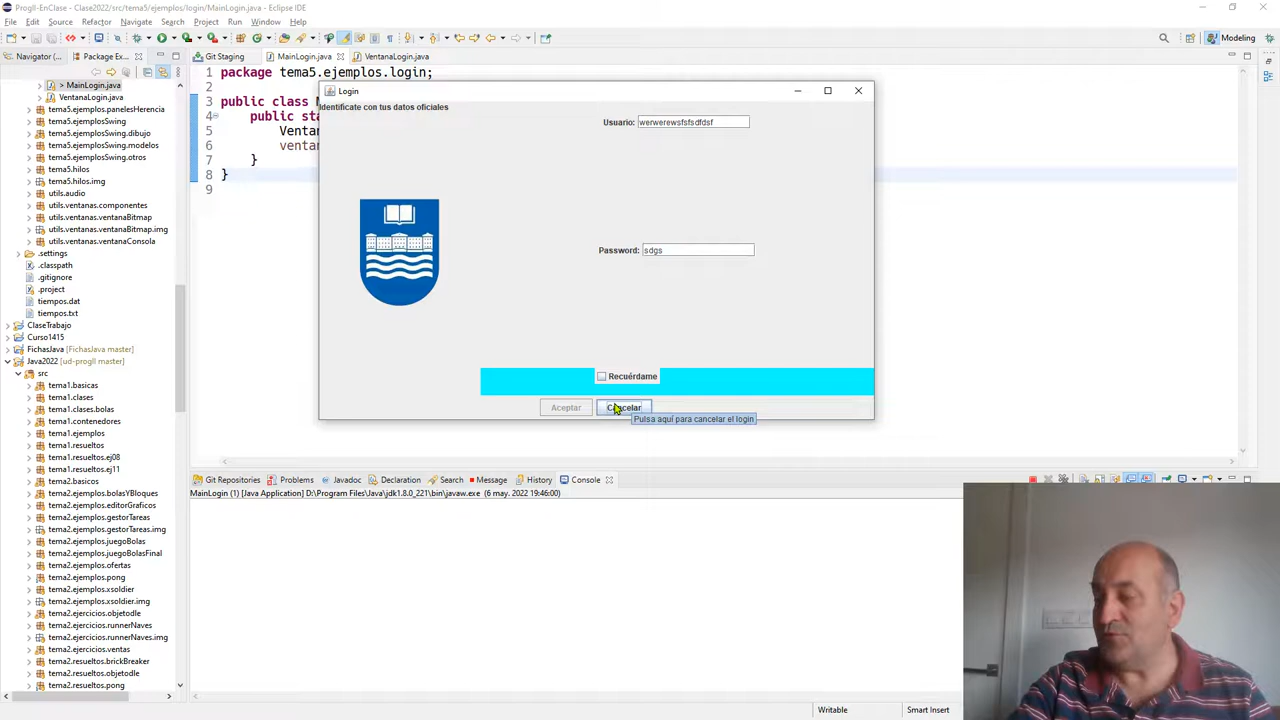 ProgII-EnClase - Clase2022/src/tema5/ejemplos/login/MainLogin.java - Eclipse IDE
File Edit Source Refactor Navigate Search Project Run Window Help
Modeling
Navigator (... Package Ex...
Git Staging MainLogin.java VentanaLogin.java
> MainLogin.java
VentanaLogin.java
tema5.ejemplos.panelesHerencia
tema5.ejemplosSwing
tema5.ejemplosSwing.dibujo
tema5.ejemplosSwing.modelos
tema5.ejemplosSwing.otros
tema5.hilos
tema5.hilos.img
utils.audio
utils.ventanas.componentes
utils.ventanas.ventanaBitmap
utils.ventanas.ventanaBitmap.img
utils.ventanas.ventanaConsola
.settings
.classpath
.gitignore
.project
tiempos.dat
tiempos.txt
ClaseTrabajo
Curso1415
FichasJava [FichasJava master]
Java2022 [ud-progII master]
src
tema1.basicas
tema1.clases
tema1.clases.bolas
tema1.contenedores
tema1.ejemplos
tema1.resueltos
tema1.resueltos.ej08
tema1.resueltos.ej11
tema2.basicos
tema2.ejemplos.bolasYBloques
tema2.ejemplos.editorGraficos
tema2.ejemplos.gestorTareas
tema2.ejemplos.gestorTareas.img
tema2.ejemplos.juegoBolas
tema2.ejemplos.juegoBolasFinal
tema2.ejemplos.ofertas
tema2.ejemplos.pong
tema2.ejemplos.xsoldier
tema2.ejemplos.xsoldier.img
tema2.ejercicios.objetodle
tema2.ejercicios.runnerNaves
tema2.ejercicios.runnerNaves.img
tema2.ejercicios.ventas
tema2.resueltos.brickBreaker
tema2.resueltos.objetodle
tema2.resueltos.pong
1 package tema5.ejemplos.login;
2
3 public class
4 public sta
5 Ventan
6 ventan
7 }
8 }
9
Login
Identifícate con tus datos oficiales
Usuario: werwerewsfsfsdfdsf
Password: sdgs
Recuérdame
Aceptar Cancelar
Pulsa aquí para cancelar el login
Git Repositories Problems Javadoc Declaration Search Message History Console
MainLogin (1) [Java Application] D:\Program Files\Java\jdk1.8.0_221\bin\javaw.exe (6 may. 2022 19:46:00)
Writable Smart Insert